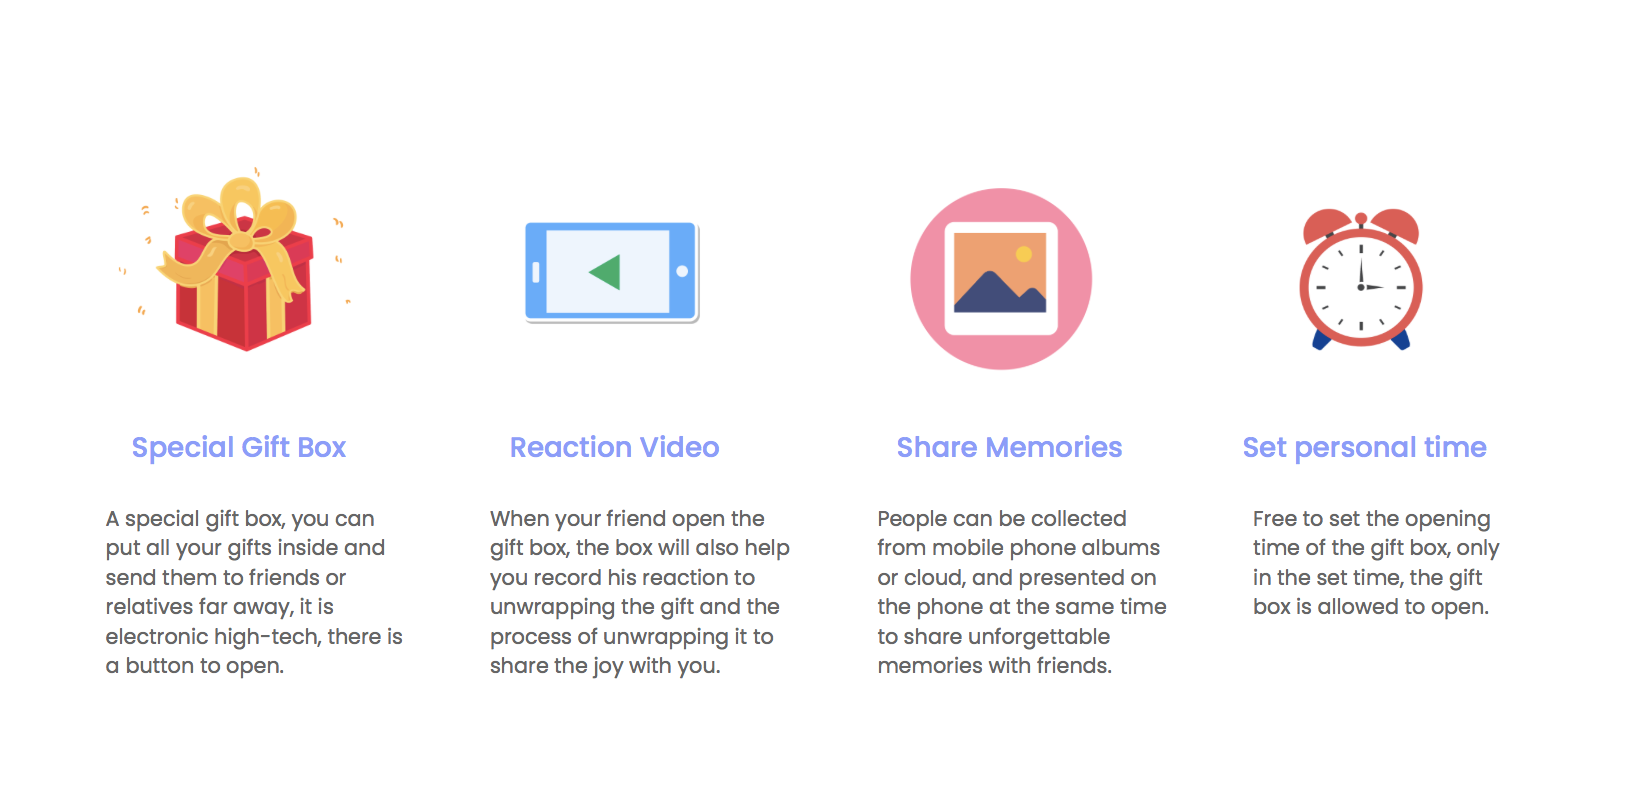 Special Gift Box
A special gift box, you can
put all your gifts inside and
send them to friends or
relatives far away, it is
electronic high-tech, there is
a button to open.
Reaction Video
When your friend open the
gift box, the box will also help
you record his reaction to
unwrapping the gift and the
process of unwrapping it to
share the joy with you.
Share Memories
People can be collected
from mobile phone albums
or cloud, and presented on
the phone at the same time
to share unforgettable
memories with friends.
Set personal time
Free to set the opening
time of the gift box, only
in the set time, the gift
box is allowed to open.